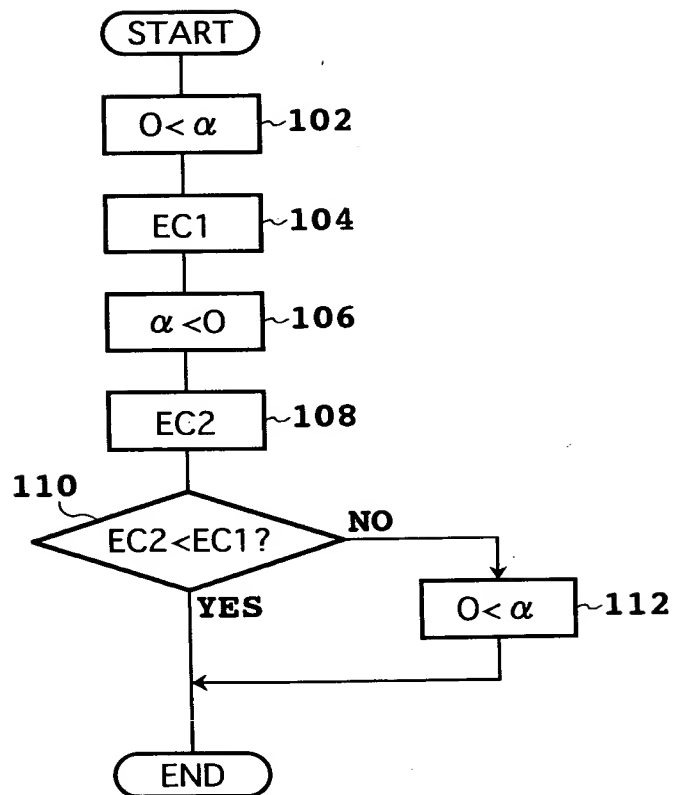 START
O<α 102
EC1 104
α<O 106
EC2 108
110
EC2<EC1?
NO
YES
O<α 112
END